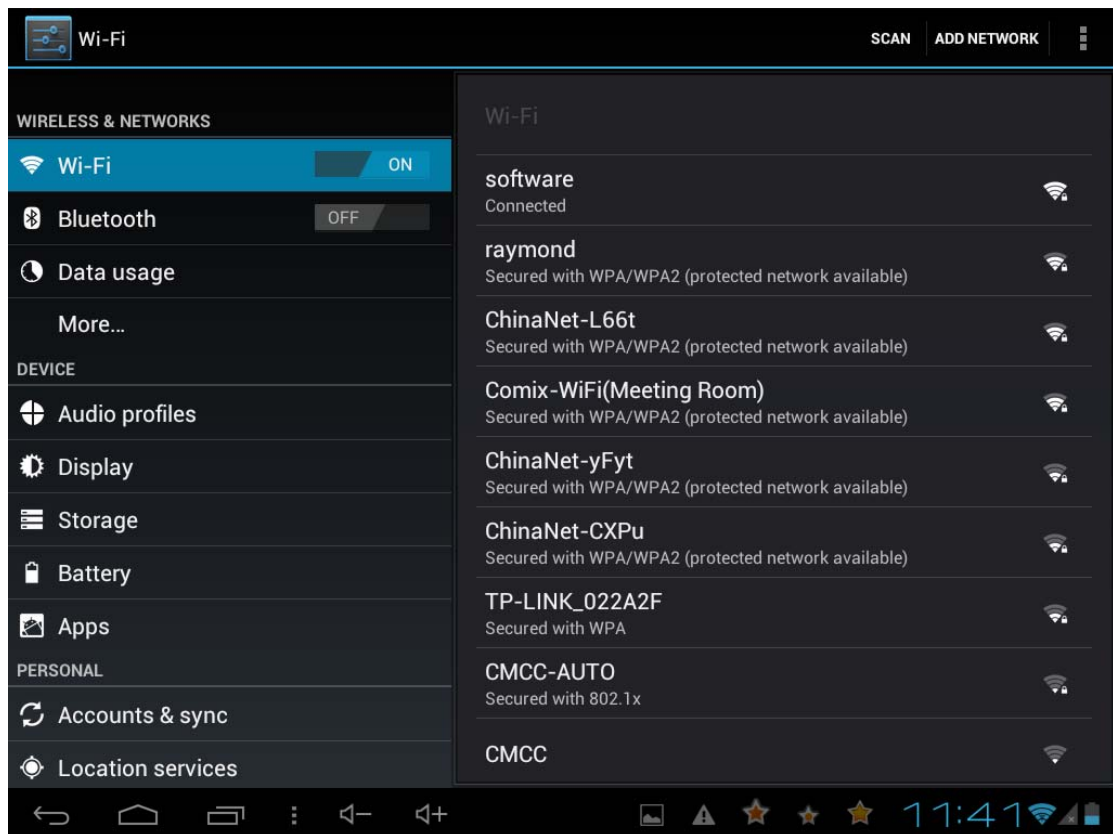 Wi-Fi
SCAN
ADD NETWORK
WIRELESS & NETWORKS
Wi-Fi
ON
Bluetooth
OFF
Data usage
More...
DEVICE
Audio profiles
Display
Storage
Battery
Apps
PERSONAL
Accounts & sync
Location services
Wi-Fi
software
Connected
raymond
Secured with WPA/WPA2 (protected network available)
ChinaNet-L66t
Secured with WPA/WPA2 (protected network available)
Comix-WiFi(Meeting Room)
Secured with WPA/WPA2 (protected network available)
ChinaNet-yFyt
Secured with WPA/WPA2 (protected network available)
ChinaNet-CXPu
Secured with WPA/WPA2 (protected network available)
TP-LINK_022A2F
Secured with WPA
CMCC-AUTO
Secured with 802.1x
CMCC
11:41